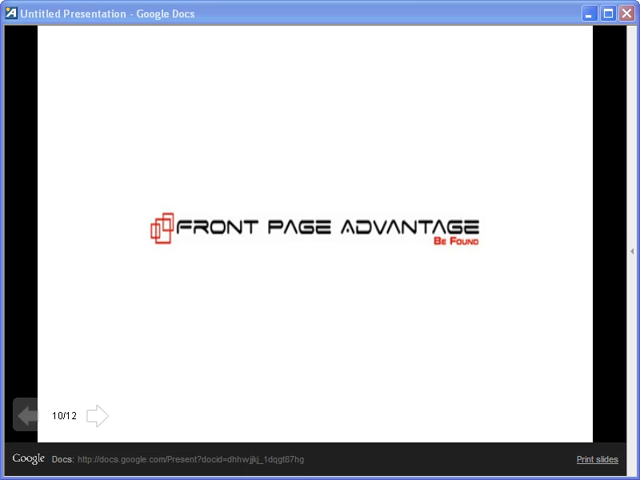 Untitled Presentation - Google Docs
FRONT PAGE ADVANTAGE
BE FOUND
10/12
Google Docs: http://docs.google.com/Present?docid=dhhwjjkj_1dqgt87hg Print slides